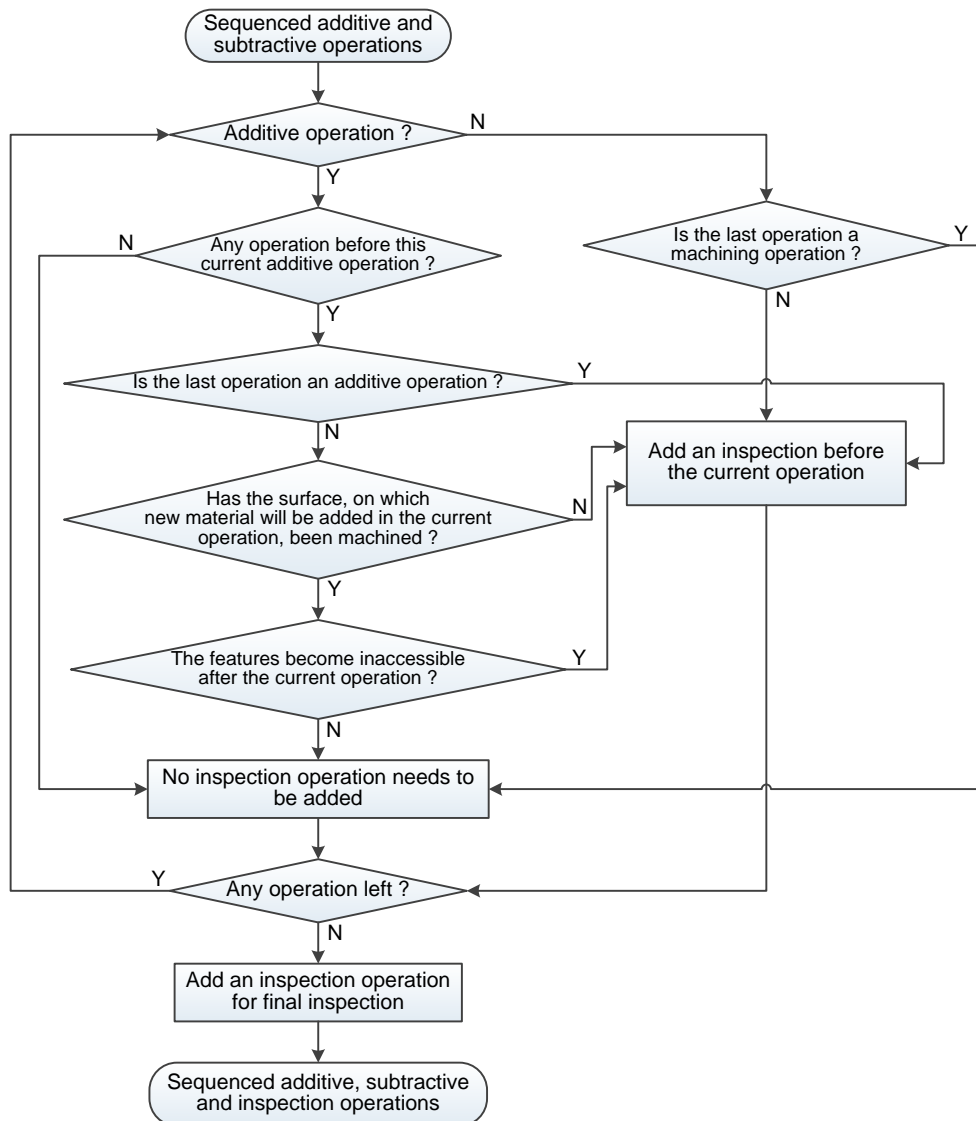 Sequenced additive and
subtractive operations
Additive operation ?
N
Y
Any operation before this
current additive operation ?
N
Y
Is the last operation a
machining operation ?
Y
N
Is the last operation an additive operation ?
Y
N
Add an inspection before
the current operation
Has the surface, on which
new material will be added in the current
operation, been machined ?
N
Y
The features become inaccessible
after the current operation ?
Y
N
No inspection operation needs to
be added
Any operation left ?
Y
N
Add an inspection operation
for final inspection
Sequenced additive, subtractive
and inspection operations